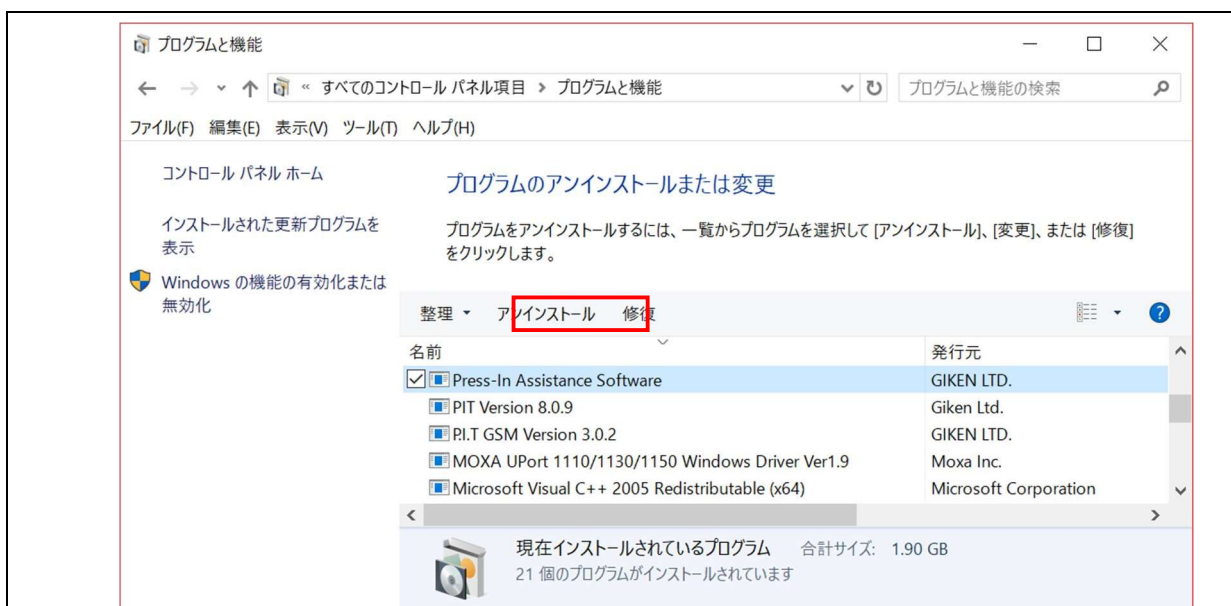 プログラムと機能
« すべてのコントロール パネル項目 > プログラムと機能
プログラムと機能の検索
ファイル(F) 編集(E) 表示(V) ツール(T) ヘルプ(H)
コントロール パネル ホーム
インストールされた更新プログラムを
表示
Windows の機能の有効化または
無効化
プログラムのアンインストールまたは変更
プログラムをアンインストールするには、一覧からプログラムを選択して [アンインストール]、[変更]、または [修復]
をクリックします。
整理 アンインストール 修復
名前 発行元
Press-In Assistance Software GIKEN LTD.
PIT Version 8.0.9 Giken Ltd.
P.I.T GSM Version 3.0.2 GIKEN LTD.
MOXA UPort 1110/1130/1150 Windows Driver Ver1.9 Moxa Inc.
Microsoft Visual C++ 2005 Redistributable (x64) Microsoft Corporation
現在インストールされているプログラム 合計サイズ: 1.90 GB
21 個のプログラムがインストールされています